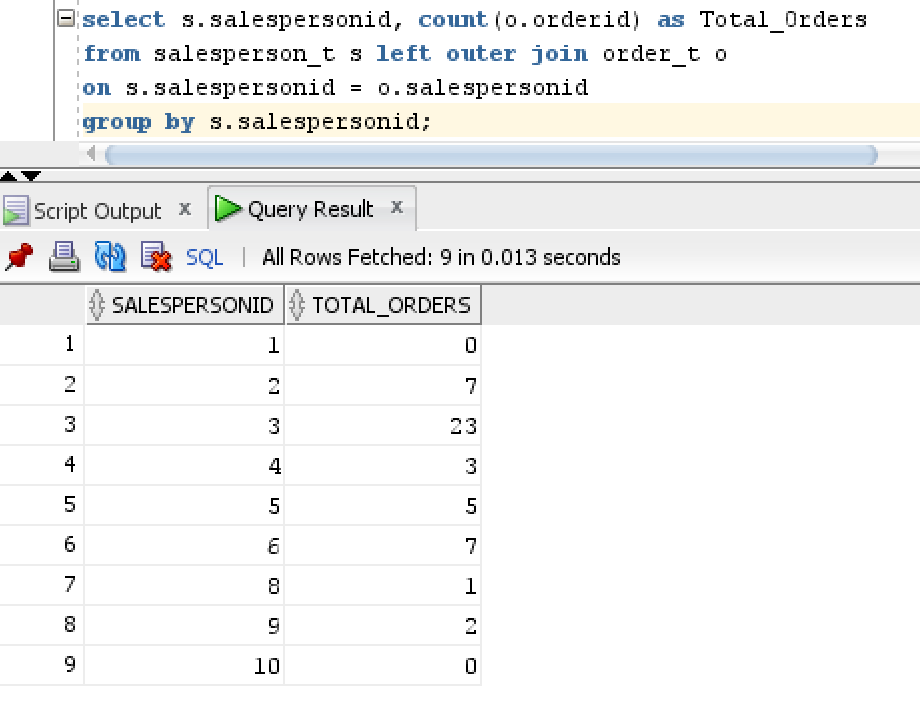 select s.salespersonid, count(o.orderid) as Total_Orders
from salesperson_t s left outer join order_t o
on s.salespersonid = o.salespersonid
group by s.salespersonid;
Script Output x Query Result x
SQL | All Rows Fetched: 9 in 0.013 seconds
SALESPERSONID TOTAL_ORDERS
1 1 0
2 2 7
3 3 23
4 4 3
5 5 5
6 6 7
7 8 1
8 9 2
9 10 0